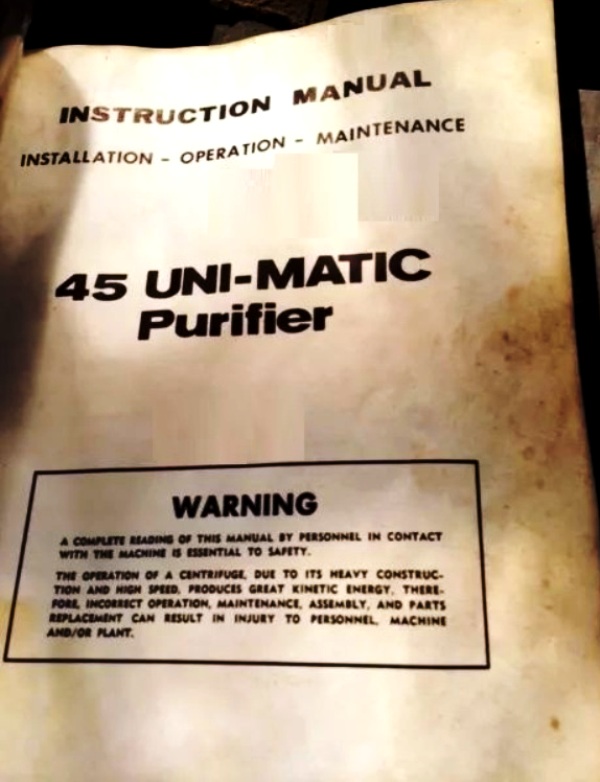 INSTRUCTION MANUAL
INSTALLATION - OPERATION - MAINTENANCE
45 UNI-MATIC
Purifier
WARNING
A COMPLETE READING OF THIS MANUAL BY PERSONNEL IN CONTACT
WITH THE MACHINE IS ESSENTIAL TO SAFETY.
THE OPERATION OF A CENTRIFUGE, DUE TO ITS HEAVY CONSTRUC-
TION AND HIGH SPEED, PRODUCES GREAT KINETIC ENERGY, THERE-
FORE, INCORRECT OPERATION, MAINTENANCE, ASSEMBLY, AND PARTS
REPLACEMENT CAN RESULT IN INJURY TO PERSONNEL, MACHINE
AND/OR PLANT.